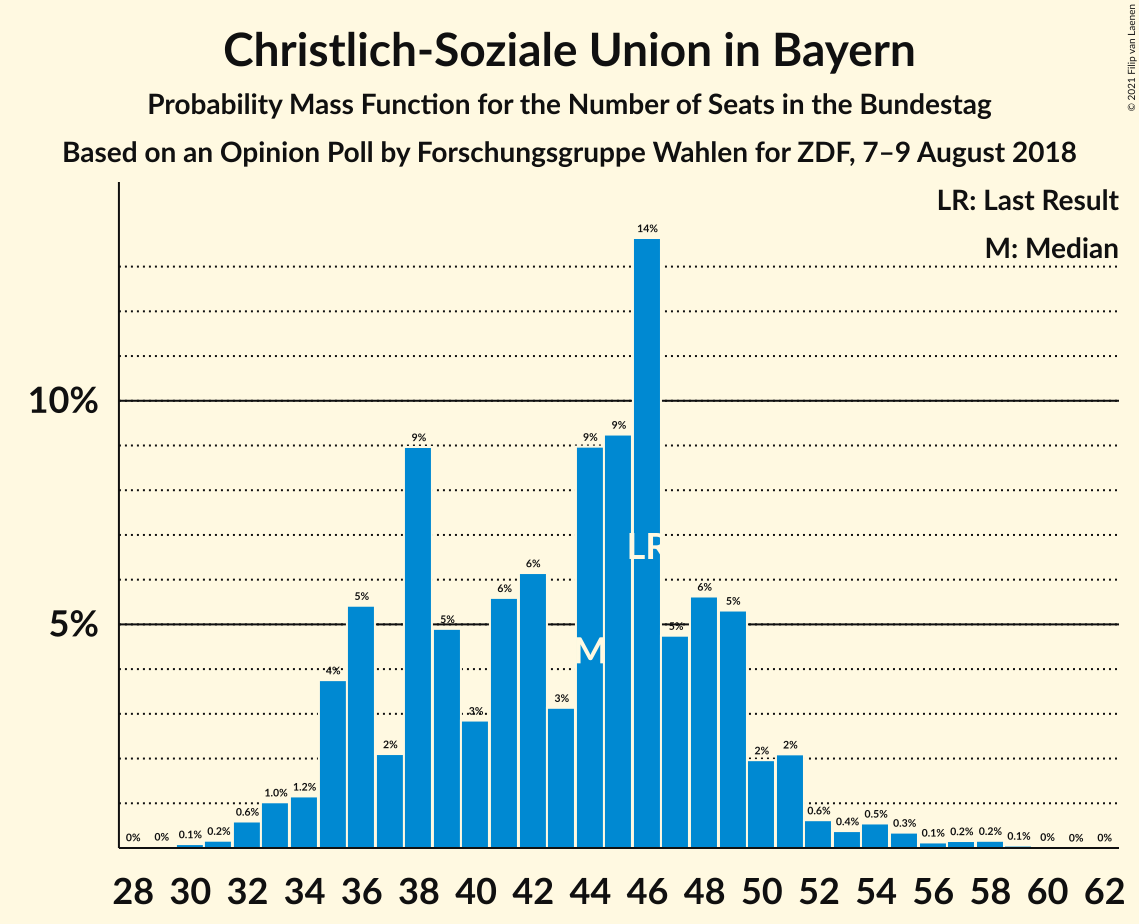 Christlich-Soziale Union in Bayern
Probability Mass Function for the Number of Seats in the Bundestag
Based on an Opinion Poll by Forschungsgruppe Wahlen for ZDF, 7–9 August 2018
© 2021 Filip van Laenen
LR: Last Result
M: Median
10%
5%
0% 0% 0.1% 0.2% 0.6% 1.0% 1.2% 4% 5% 2% 9% 5% 3% 6% 6% 3% 9% 9% 14% 5% 6% 5% 2% 2% 0.6% 0.4% 0.5% 0.3% 0.1% 0.2% 0.2% 0.1% 0% 0% 0%
LR
M
28 30 32 34 36 38 40 42 44 46 48 50 52 54 56 58 60 62